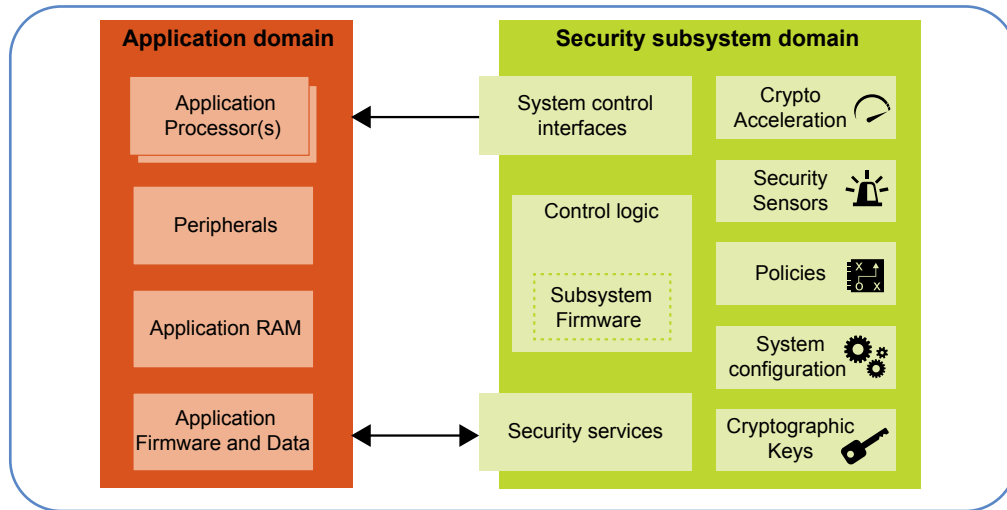 Application domain
Application
Processor(s)
Peripherals
Application RAM
Application
Firmware and Data
Security subsystem domain
System control
interfaces
Control logic
Subsystem
Firmware
Security services
Crypto
Acceleration
Security
Sensors
Policies
X
O X
System
configuration
Cryptographic
Keys